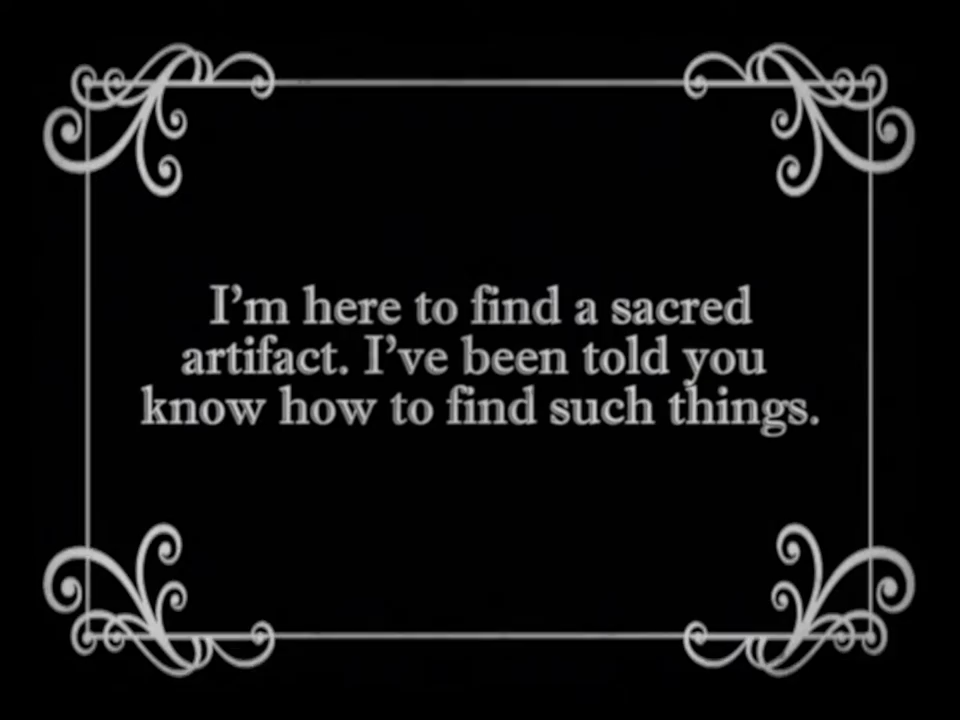 I’m here to find a sacred
artifact. I’ve been told you
know how to find such things.